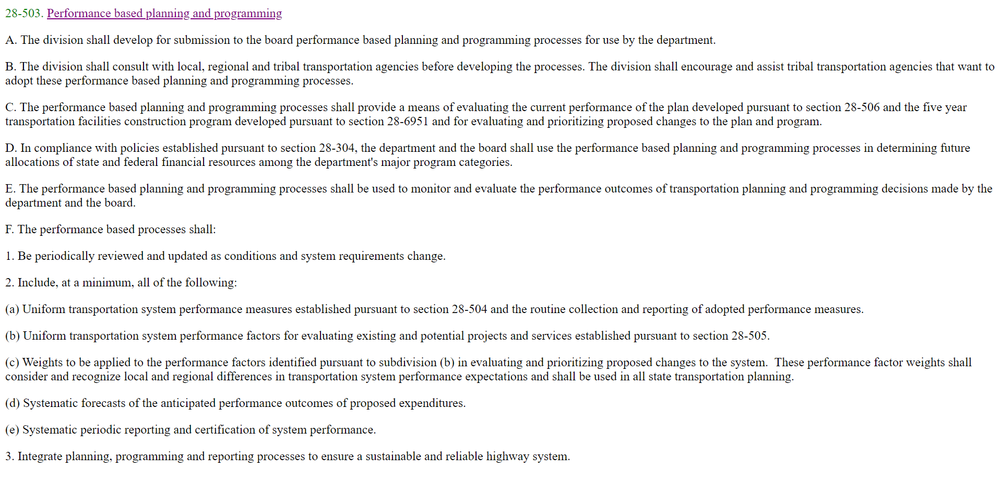 28-503. Performance based planning and programming
A. The division shall develop for submission to the board performance based planning and programming processes for use by the department.
B. The division shall consult with local, regional and tribal transportation agencies before developing the processes. The division shall encourage and assist tribal transportation agencies that want to
adopt these performance based planning and programming processes.
C. The performance based planning and programming processes shall provide a means of evaluating the current performance of the plan developed pursuant to section 28-506 and the five year
transportation facilities construction program developed pursuant to section 28-6951 and for evaluating and prioritizing proposed changes to the plan and program.
D. In compliance with policies established pursuant to section 28-304, the department and the board shall use the performance based planning and programming processes in determining future
allocations of state and federal financial resources among the department's major program categories.
E. The performance based planning and programming processes shall be used to monitor and evaluate the performance outcomes of transportation planning and programming decisions made by the
department and the board.
F. The performance based processes shall:
1. Be periodically reviewed and updated as conditions and system requirements change.
2. Include, at a minimum, all of the following:
(a) Uniform transportation system performance measures established pursuant to section 28-504 and the routine collection and reporting of adopted performance measures.
(b) Uniform transportation system performance factors for evaluating existing and potential projects and services established pursuant to section 28-505.
(c) Weights to be applied to the performance factors identified pursuant to subdivision (b) in evaluating and prioritizing proposed changes to the system.  These performance factor weights shall
consider and recognize local and regional differences in transportation system performance expectations and shall be used in all state transportation planning.
(d) Systematic forecasts of the anticipated performance outcomes of proposed expenditures.
(e) Systematic periodic reporting and certification of system performance.
3. Integrate planning, programming and reporting processes to ensure a sustainable and reliable highway system.